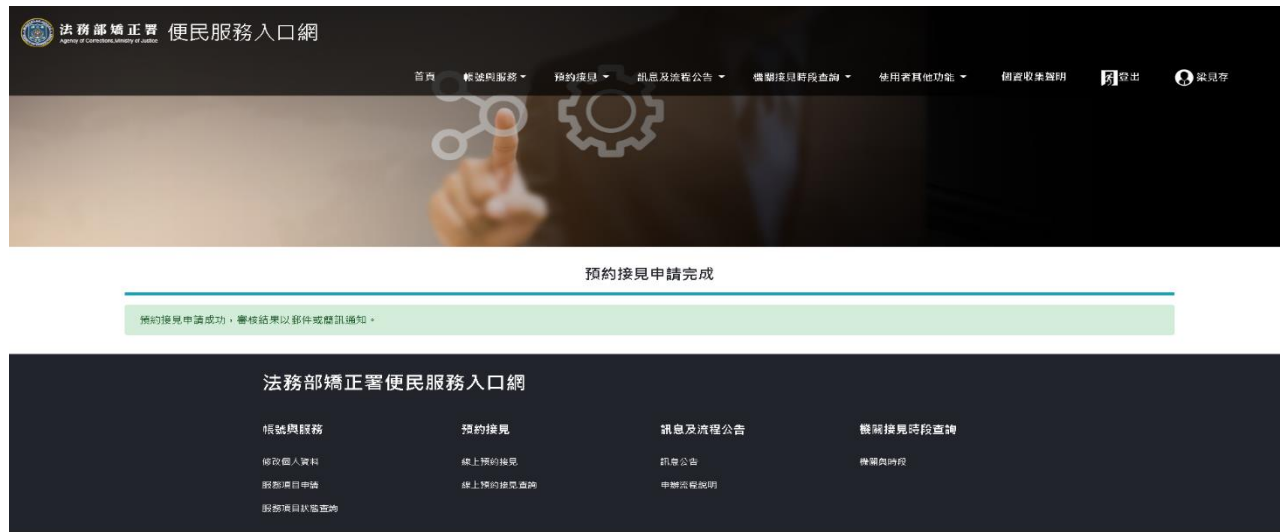 法務部矯正署 便民服務入口網
Agency of Corrections,Ministry of Justice
首頁 帳號與服務 預約接見 訊息及流程公告 機關接見時段查詢 使用者其他功能 個資收集聲明 登出 梁見存
預約接見申請完成
預約接見申請成功,審核結果以郵件或簡訊通知。
法務部矯正署便民服務入口網
帳號與服務 預約接見 訊息及流程公告 機關接見時段查詢
修改個人資料 線上預約接見 訊息公告 機關與時段
服務項目申請 線上預約接見查詢 申辦流程說明
服務項目狀態查詢